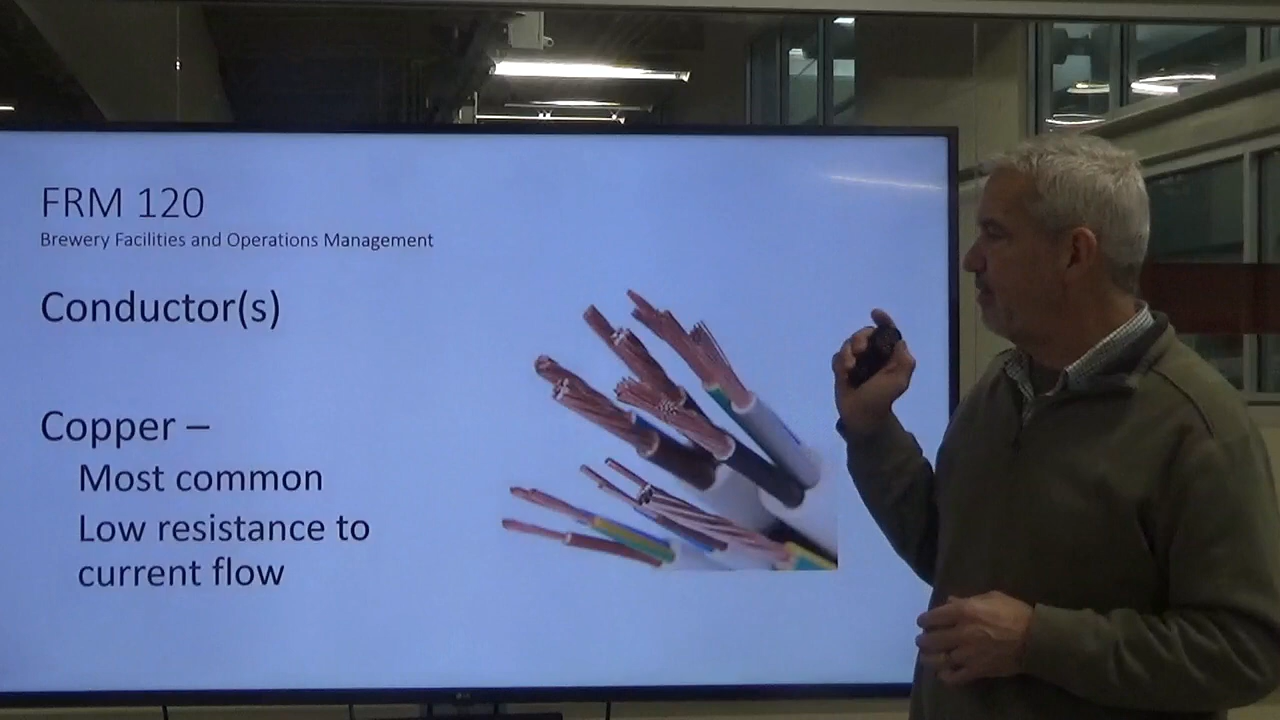 FRM 120
Brewery Facilities and Operations Management
Conductor(s)
Copper –
Most common
Low resistance to
current flow